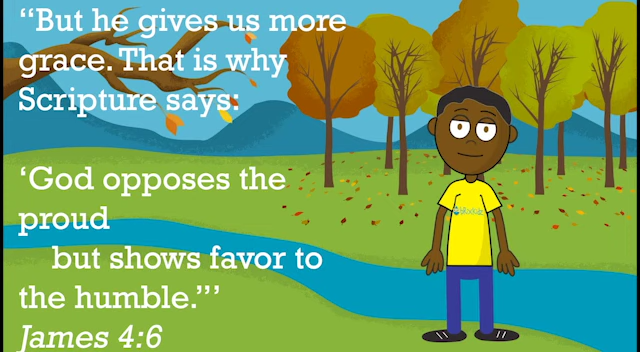 “But he gives us more
grace. That is why
Scripture says:
‘God opposes the
proud
but shows favor to
the humble.”’
James 4:6